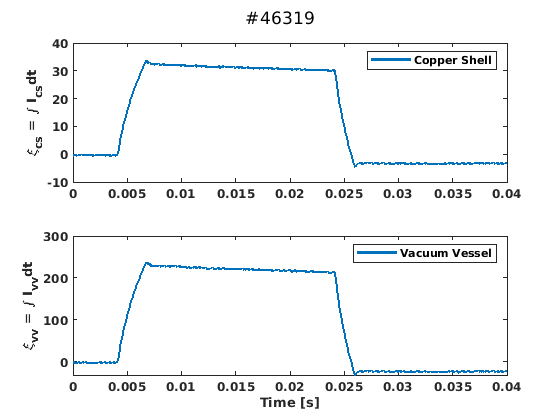 #46319
ξcs = ∫ Icsdt
40
30
20
10
0
-10
Copper Shell
0 0.005 0.01 0.015 0.02 0.025 0.03 0.035 0.04
ξvv = ∫ Ivvdt
300
200
100
0
Vacuum Vessel
0 0.005 0.01 0.015 0.02 0.025 0.03 0.035 0.04
Time [s]